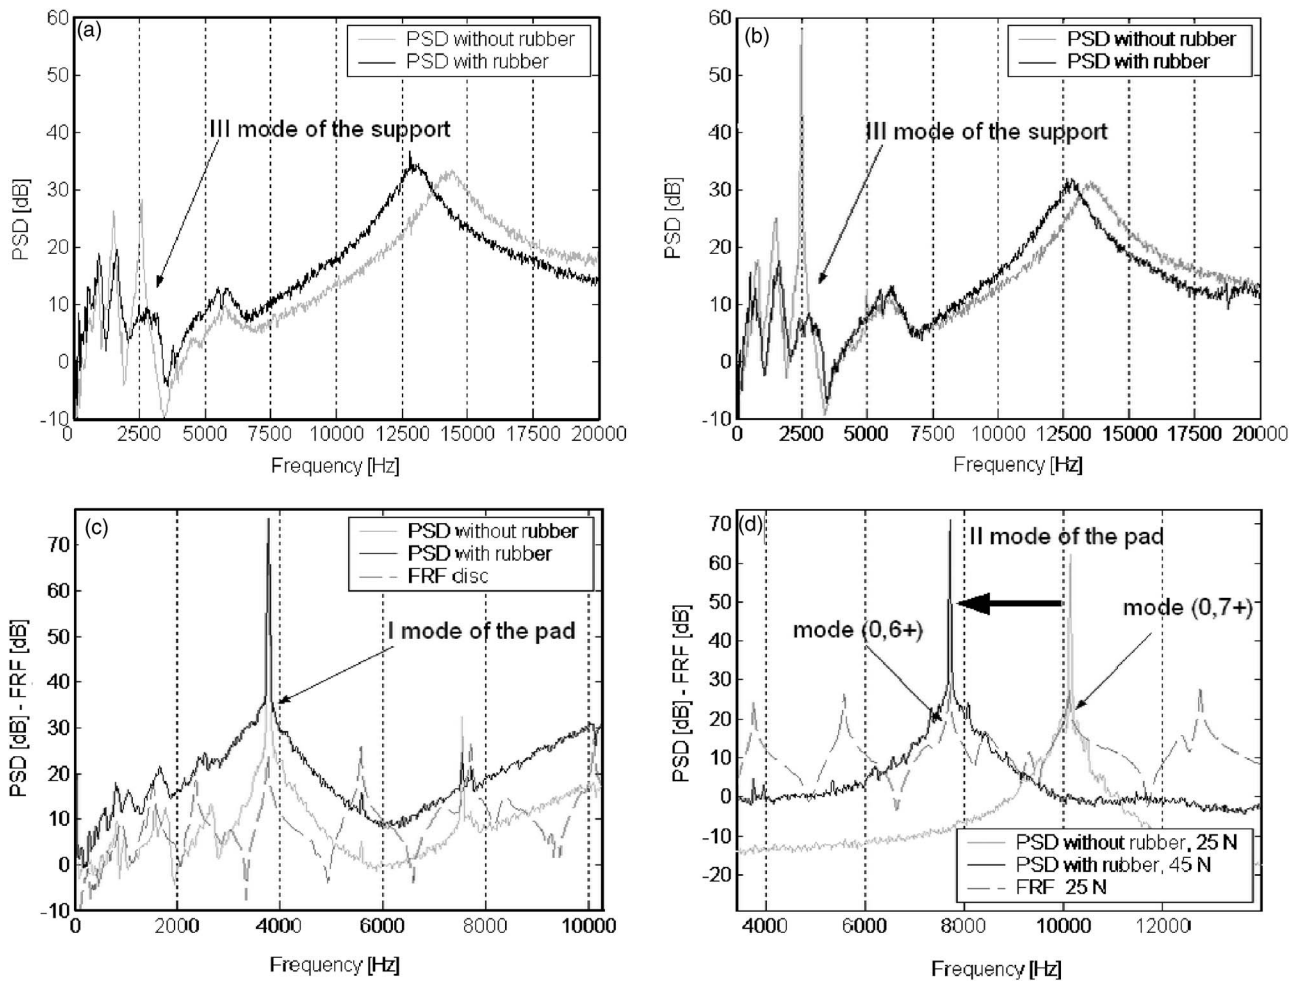 (a)
PSD without rubber
PSD with rubber
III mode of the support
PSD [dB]
60
50
40
30
20
10
0
-10
0 2500 5000 7500 10000 12500 15000 17500 20000
Frequency [Hz]
(b)
PSD without rubber
PSD with rubber
III mode of the support
PSD [dB]
60
50
40
30
20
10
0
-10
0 2500 5000 7500 10000 12500 15000 17500 20000
Frequency [Hz]
(c)
PSD without rubber
PSD with rubber
FRF disc
I mode of the pad
PSD [dB] - FRF [dB]
70
60
50
40
30
20
10
0
-10
0 2000 4000 6000 8000 10000
Frequency [Hz]
(d)
II mode of the pad
mode (0,6+)
mode (0,7+)
PSD [dB] - FRF [dB]
70
60
50
40
30
20
10
0
-10
-20
PSD without rubber, 25 N
PSD with rubber, 45 N
FRF 25 N
4000 6000 8000 10000 12000
Frequency [Hz]